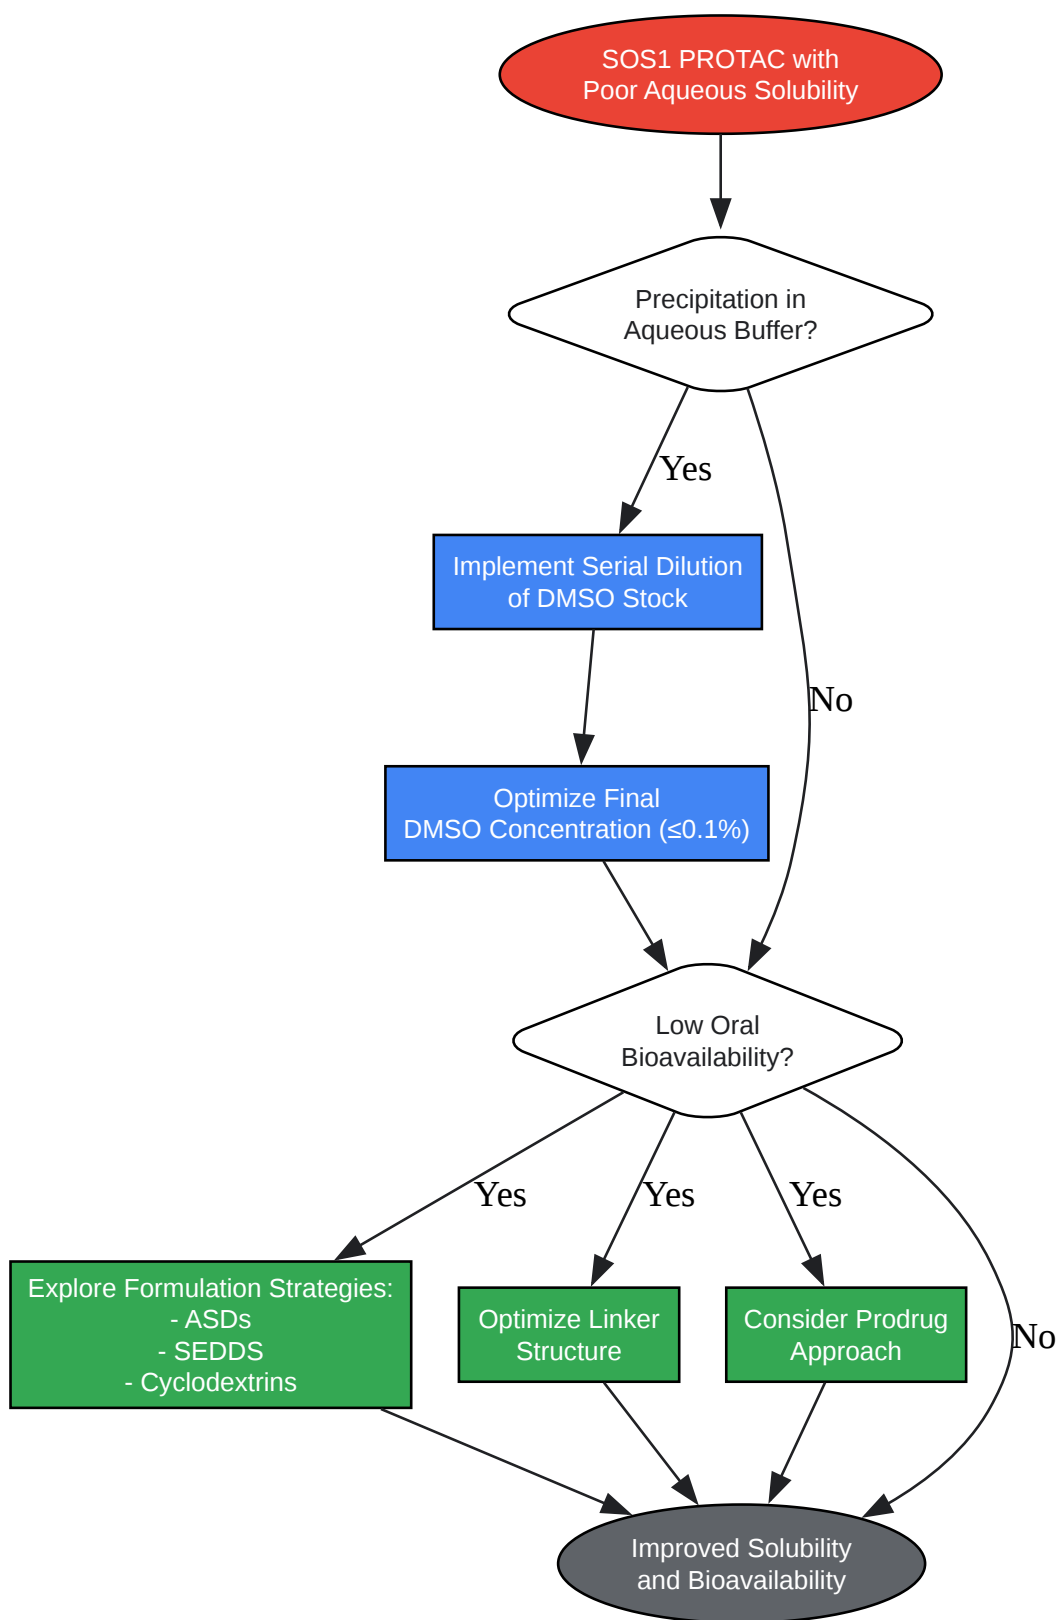 SOS1 PROTAC with
Poor Aqueous Solubility
Precipitation in
Aqueous Buffer?
Yes
Implement Serial Dilution
of DMSO Stock
No
Optimize Final
DMSO Concentration (≤0.1%)
Low Oral
Bioavailability?
Yes
Yes
Yes
Explore Formulation Strategies:
- ASDs
- SEDDS
- Cyclodextrins
Optimize Linker
Structure
Consider Prodrug
Approach
No
Improved Solubility
and Bioavailability